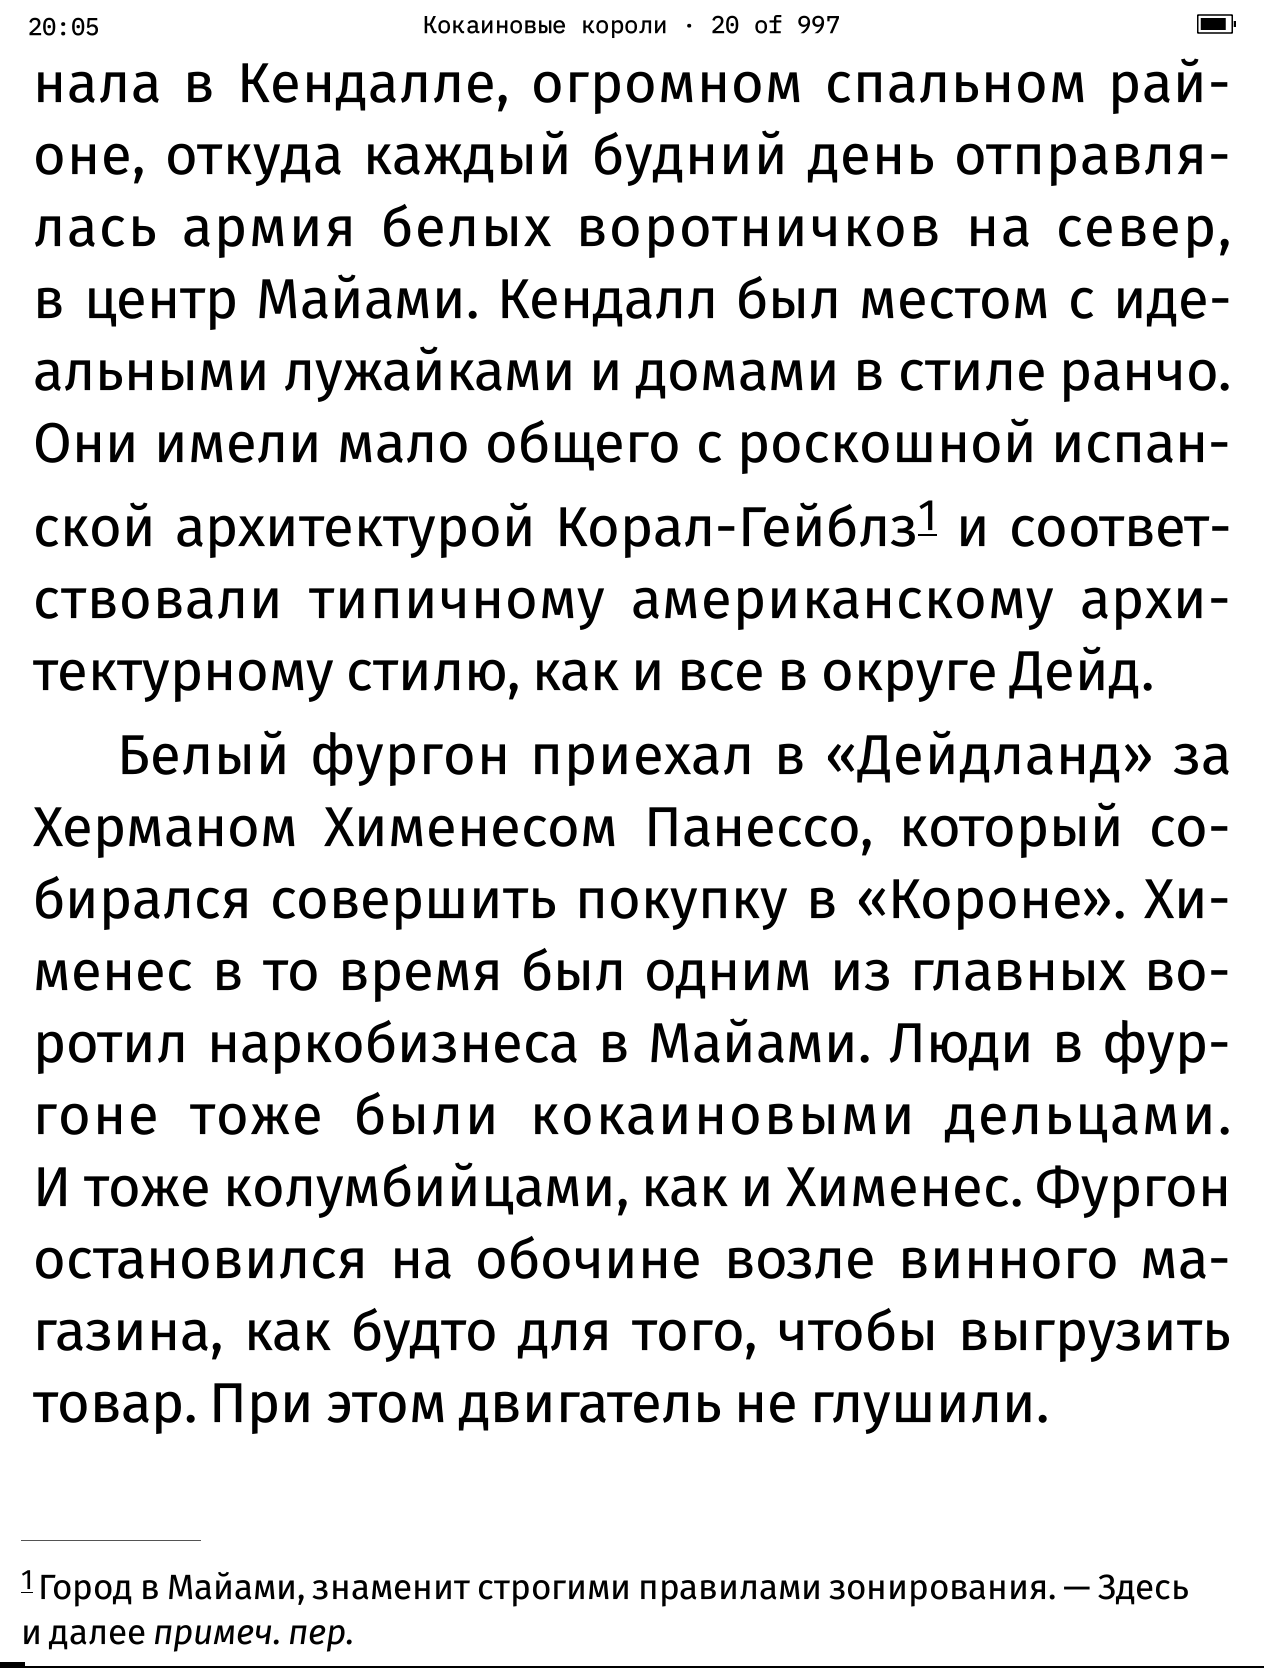 20:05
Кокаиновые короли · 20 of 997
нала в Кендалле, огромном спальном рай-
оне, откуда каждый будний день отправля-
лась армия белых воротничков на север,
в центр Майами. Кендалл был местом с иде-
альными лужайками и домами в стиле ранчо.
Они имели мало общего с роскошной испан-
ской архитектурой Корал-Гейблз1 и соответ-
ствовали типичному американскому архи-
тектурному стилю, как и все в округе Дейд.
Белый фургон приехал в «Дейдланд» за
Херманом Хименесом Панессо, который со-
бирался совершить покупку в «Короне». Хи-
менес в то время был одним из главных во-
ротил наркобизнеса в Майами. Люди в фур-
гоне тоже были кокаиновыми дельцами.
И тоже колумбийцами, как и Хименес. Фургон
остановился на обочине возле винного ма-
газина, как будто для того, чтобы выгрузить
товар. При этом двигатель не глушили.
1 Город в Майами, знаменит строгими правилами зонирования. — Здесь
и далее примеч. пер.